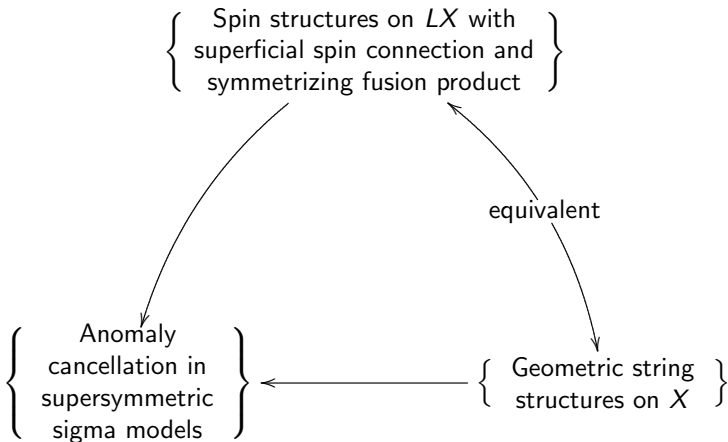 Spin structures on LX with
superficial spin connection and
symmetrizing fusion product
equivalent
Anomaly
cancellation in
supersymmetric
sigma models
Geometric string
structures on X